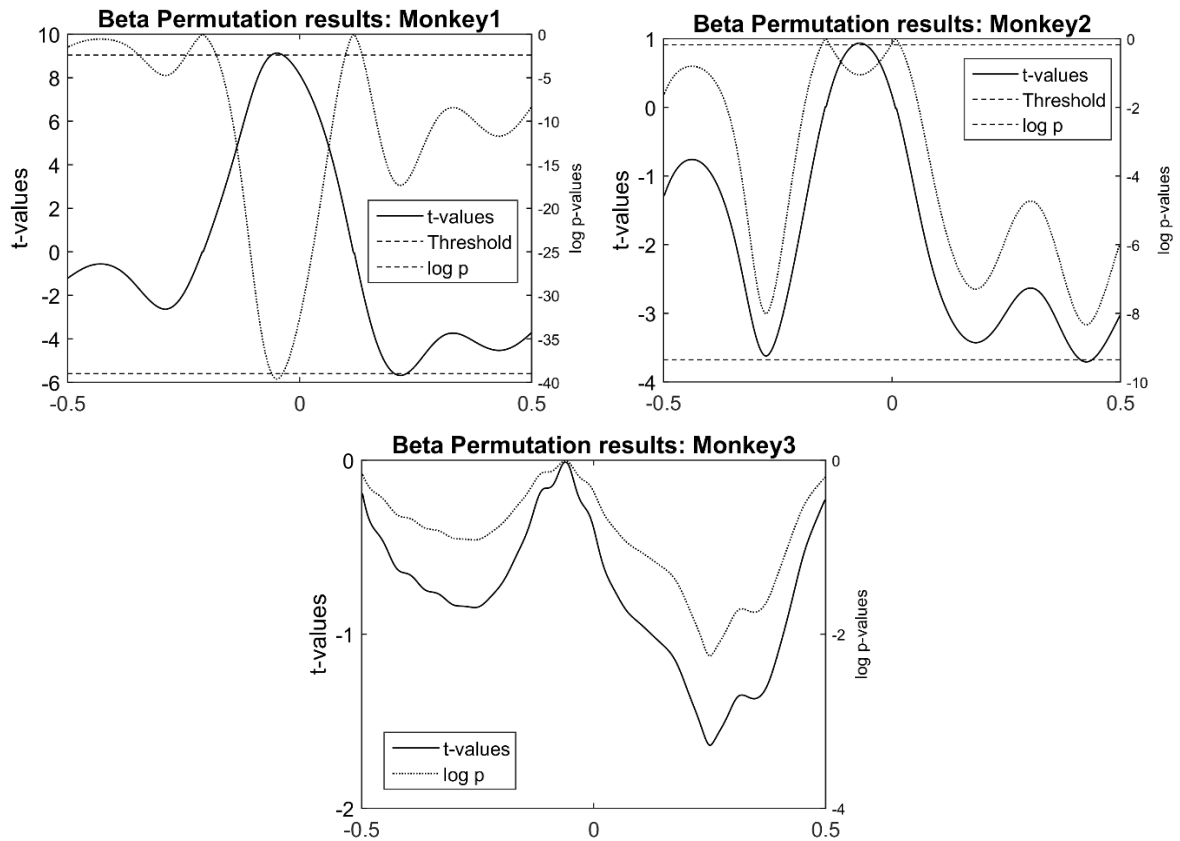 Beta Permutation results: Monkey1
10
8
6
4
2
0
-2
-4
-6
t-values
0
-5
-10
-15
-20
-25
-30
-35
-40
log p-values
t-values
Threshold
log p
-0.5
0
0.5
Beta Permutation results: Monkey2
1
0
-1
-2
-3
-4
t-values
0
-2
-4
-6
-8
-10
log p-values
t-values
Threshold
log p
-0.5
0
0.5
Beta Permutation results: Monkey3
0
-1
-2
t-values
0
-2
-4
log p-values
t-values
log p
-0.5
0
0.5